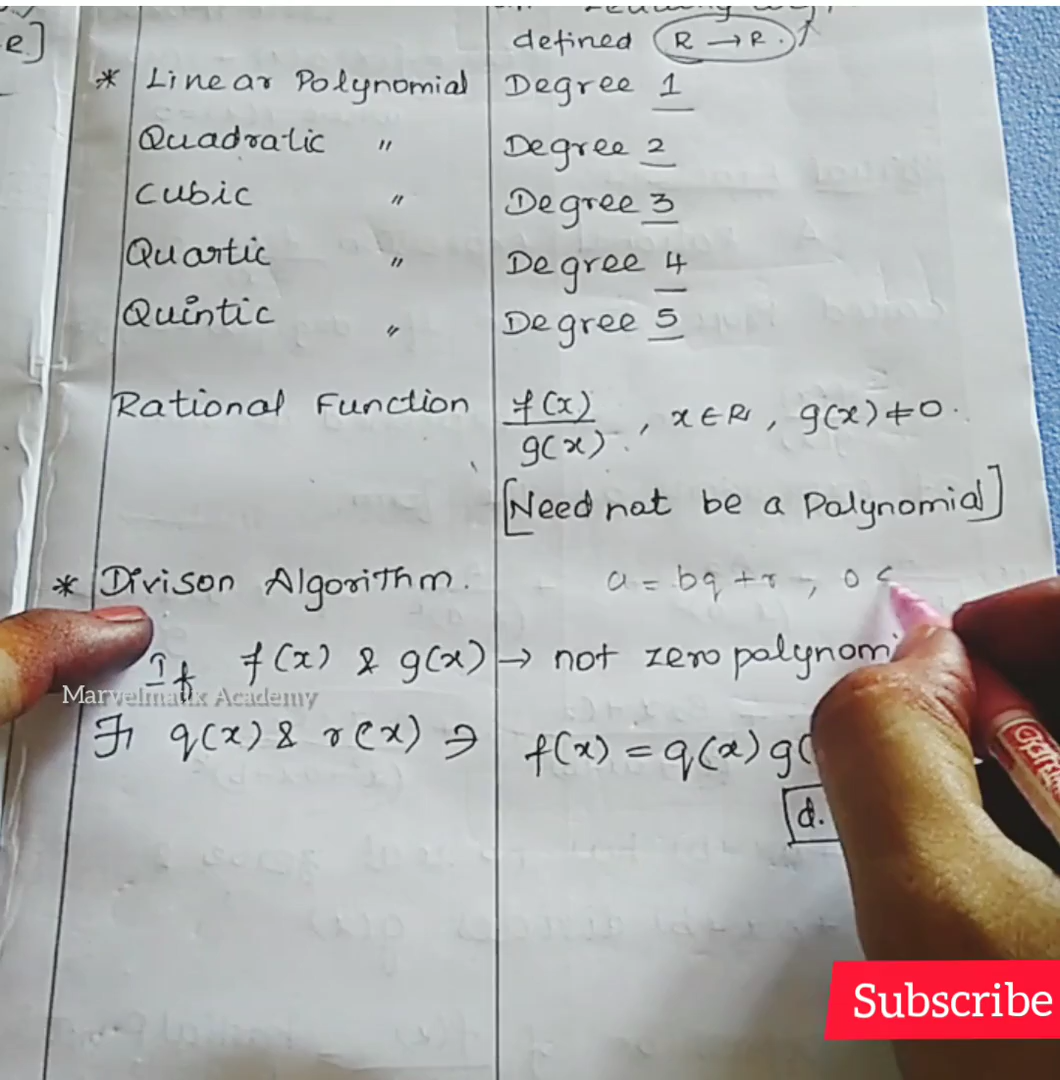 e.]
defined (R → R.)
* Linear Polynomial Degree 1
Quadratic " Degree 2
Cubic " Degree 3
Quartic " Degree 4
Quintic " Degree 5
Rational Function f(x)/g(x), x ∈ R, g(x) ≠ 0.
[Need not be a Polynomial]
* Divison Algorithm. a = bq + r, 0 ≤
If f(x) & g(x) → not zero polynomi
Marvelmatix Academy
∃ q(x) & r(x) ∋ f(x) = q(x) g(
d.
Subscribe